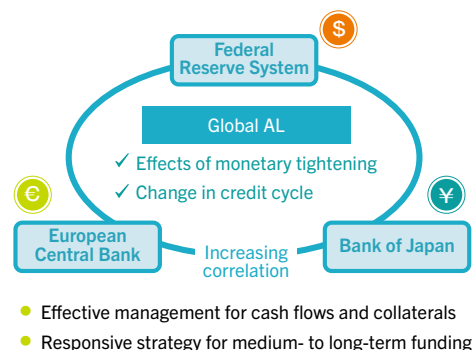 $
Federal
Reserve System
Global AL
✓ Effects of monetary tightening
✓ Change in credit cycle
€
¥
European
Central Bank
Increasing
correlation
Bank of Japan
• Effective management for cash flows and collaterals
• Responsive strategy for medium- to long-term funding